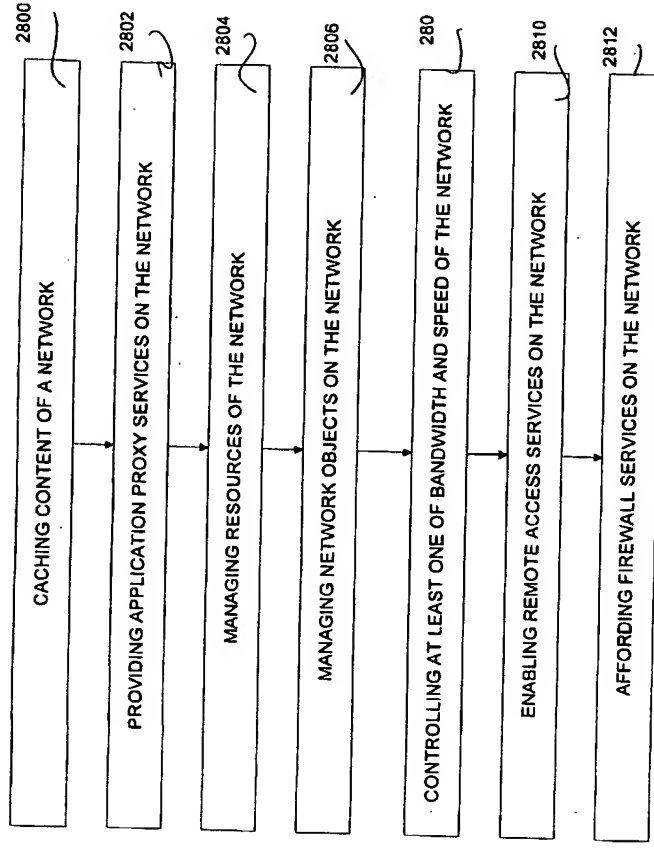 2800
CACHING CONTENT OF A NETWORK
2802
PROVIDING APPLICATION PROXY SERVICES ON THE NETWORK
2804
MANAGING RESOURCES OF THE NETWORK
2806
MANAGING NETWORK OBJECTS ON THE NETWORK
280
CONTROLLING AT LEAST ONE OF BANDWIDTH AND SPEED OF THE NETWORK
2810
ENABLING REMOTE ACCESS SERVICES ON THE NETWORK
2812
AFFORDING FIREWALL SERVICES ON THE NETWORK